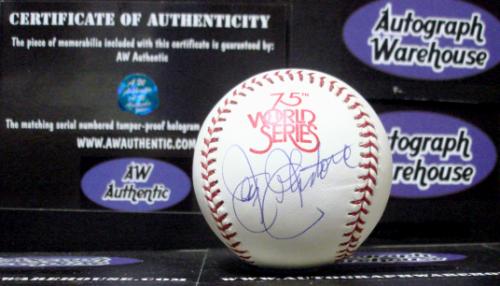 CERTIFICATE OF AUTHENTICITY
The piece of memorabilia included with this certificate is guaranteed by:
AW Authentic
The matching serial numbered tamper-proof hologram
WWW.AWAUTHENTIC.COM
AW
Authentic
Autograph
Warehouse
Autograph
Warehouse
75TH
WORLD
SERIES